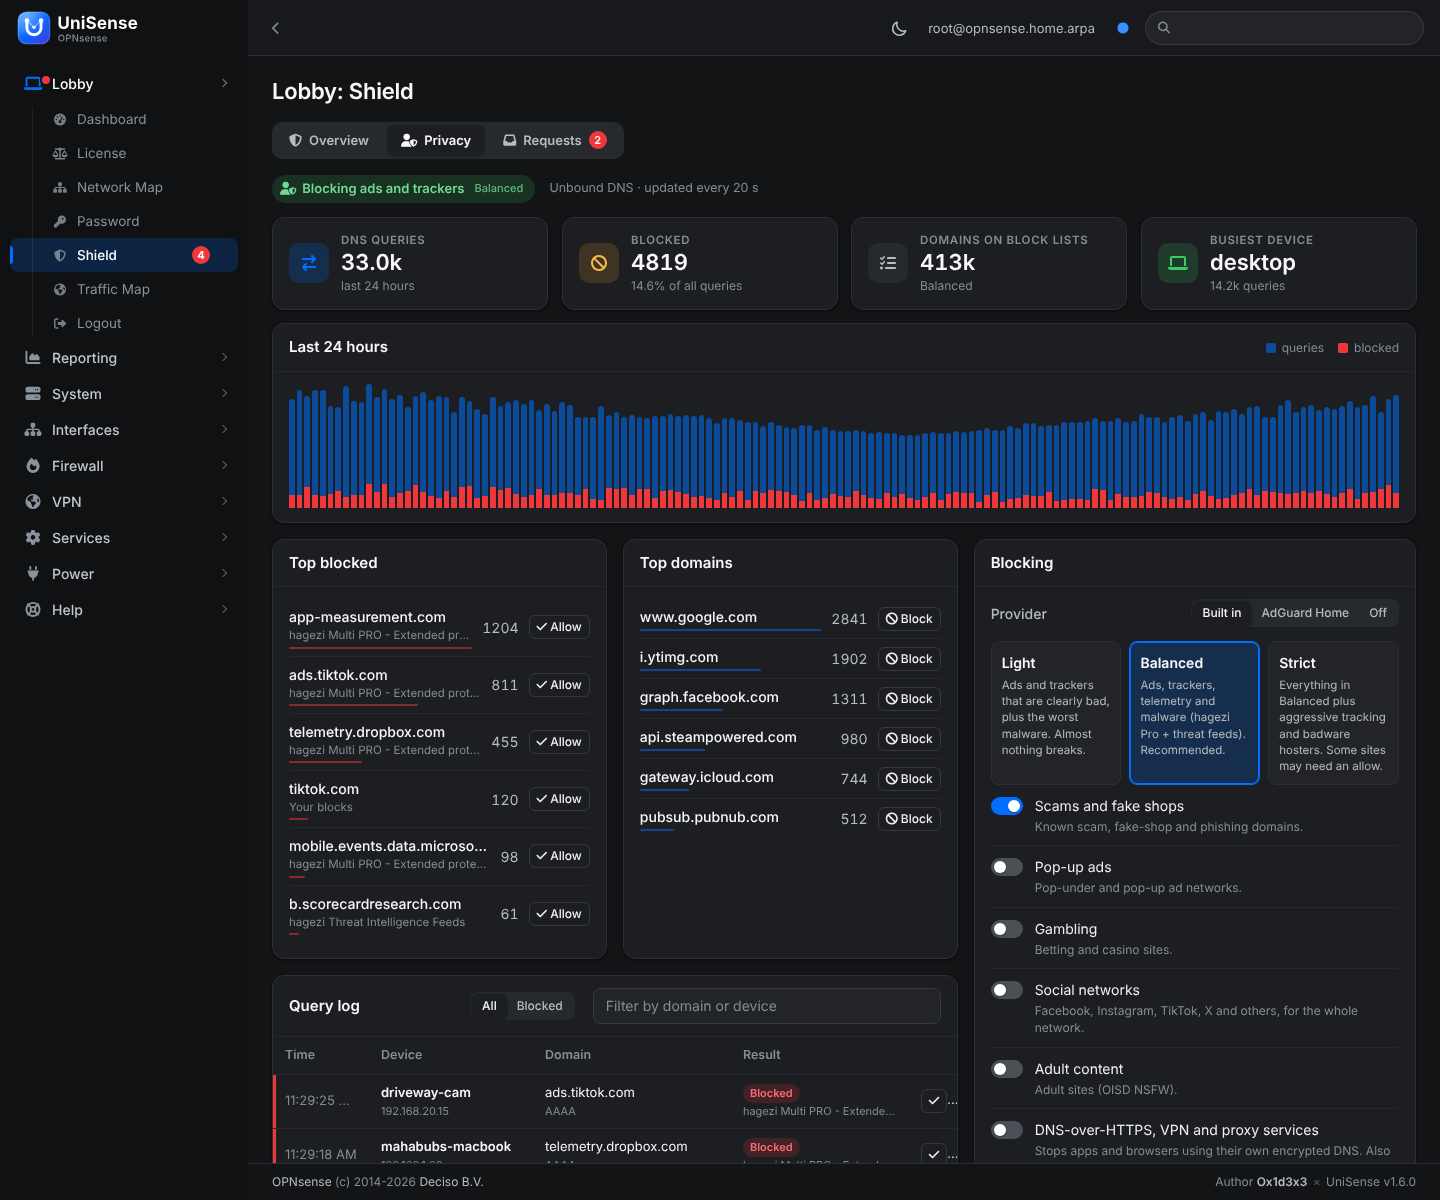 UniSense
OPNsense
root@opnsense.home.arpa
Lobby
Dashboard
License
Network Map
Password
Shield 4
Traffic Map
Logout
Reporting
System
Interfaces
Firewall
VPN
Services
Power
Help
Lobby: Shield
Overview Privacy Requests 2
Blocking ads and trackers Balanced Unbound DNS · updated every 20 s
DNS QUERIES
33.0k
last 24 hours
BLOCKED
4819
14.6% of all queries
DOMAINS ON BLOCK LISTS
413k
Balanced
BUSIEST DEVICE
desktop
14.2k queries
Last 24 hours queries blocked
Top blocked
app-measurement.com 1204 Allow
hagezi Multi PRO - Extended pr...
ads.tiktok.com 811 Allow
hagezi Multi PRO - Extended prot...
telemetry.dropbox.com 455 Allow
hagezi Multi PRO - Extended prot...
tiktok.com 120 Allow
Your blocks
mobile.events.data.microso... 98 Allow
hagezi Multi PRO - Extended prote...
b.scorecardresearch.com 61 Allow
hagezi Threat Intelligence Feeds
Top domains
www.google.com 2841 Block
i.ytimg.com 1902 Block
graph.facebook.com 1311 Block
api.steampowered.com 980 Block
gateway.icloud.com 744 Block
pubsub.pubnub.com 512 Block
Blocking
Provider Built in AdGuard Home Off
Light
Ads and trackers
that are clearly bad,
plus the worst
malware. Almost
nothing breaks.
Balanced
Ads, trackers,
telemetry and
malware (hagezi
Pro + threat feeds).
Recommended.
Strict
Everything in
Balanced plus
aggressive tracking
and badware
hosters. Some sites
may need an allow.
Scams and fake shops
Known scam, fake-shop and phishing domains.
Pop-up ads
Pop-under and pop-up ad networks.
Gambling
Betting and casino sites.
Social networks
Facebook, Instagram, TikTok, X and others, for the whole
network.
Adult content
Adult sites (OISD NSFW).
DNS-over-HTTPS, VPN and proxy services
Stops apps and browsers using their own encrypted DNS. Also
Query log All Blocked Filter by domain or device
Time Device Domain Result
11:29:25 ... driveway-cam ads.tiktok.com Blocked
192.168.20.15 AAAA hagezi Multi PRO - Extende... ...
11:29:18 AM mahabubs-macbook telemetry.dropbox.com Blocked ...
OPNsense (c) 2014-2026 Deciso B.V.
Author Ox1d3x3 × UniSense v1.6.0